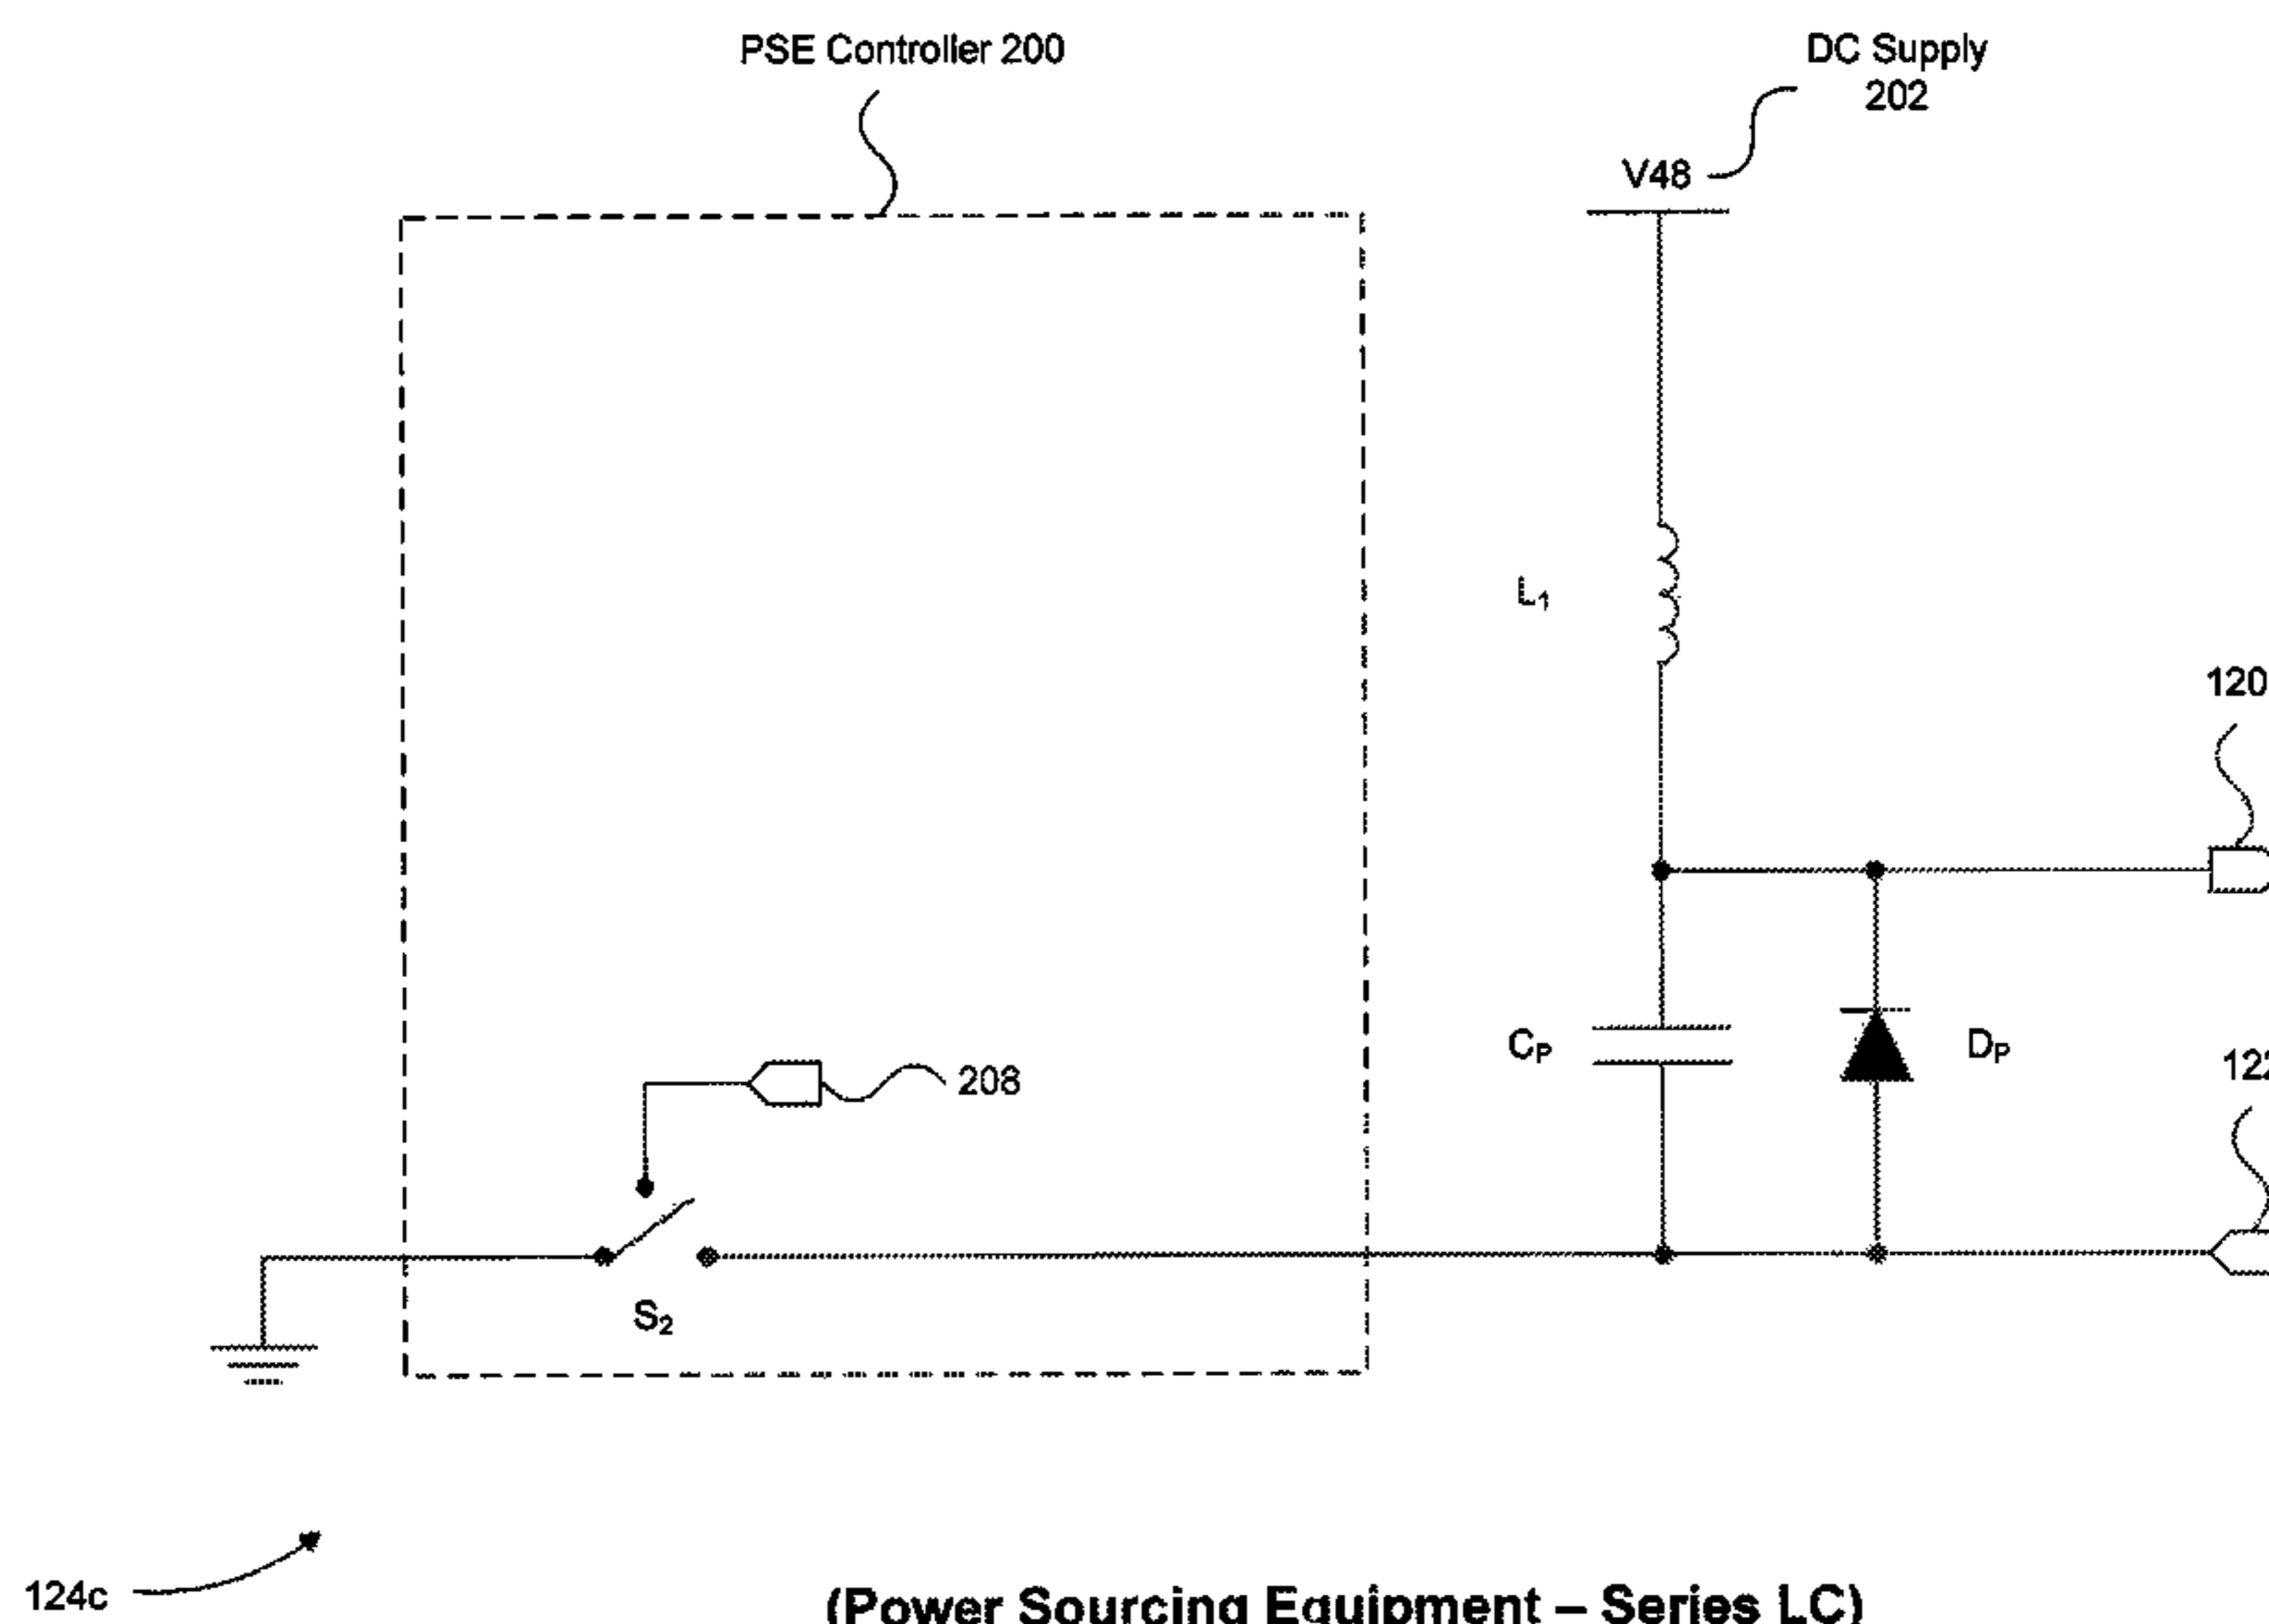 PSE Controller 200
DC Supply
202
V48
L₁
120
208
Cₚ
Dₚ
122
S₂
124c
(Power Sourcing Equipment – Series LC)